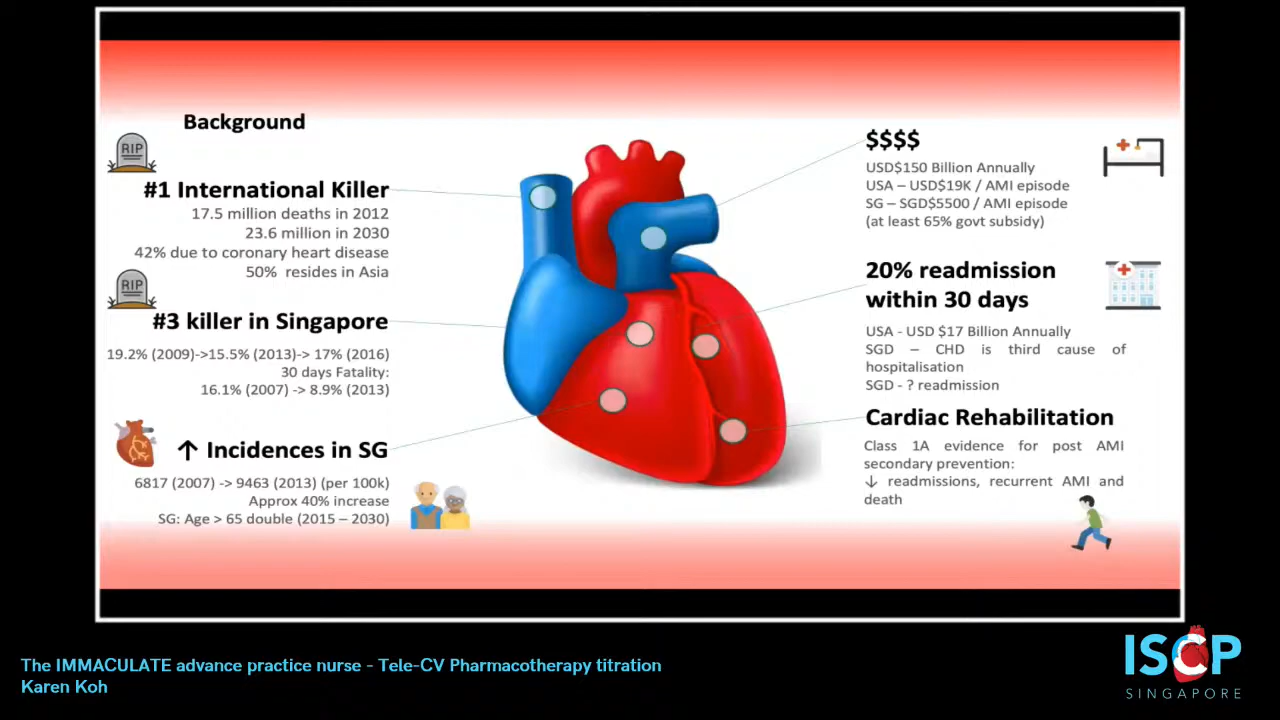 Background
RIP
#1 International Killer
17.5 million deaths in 2012
23.6 million in 2030
42% due to coronary heart disease
50% resides in Asia
RIP
#3 killer in Singapore
19.2% (2009)->15.5% (2013)-> 17% (2016)
30 days Fatality:
16.1% (2007) -> 8.9% (2013)
↑ Incidences in SG
6817 (2007) -> 9463 (2013) (per 100k)
Approx 40% increase
SG: Age > 65 double (2015 – 2030)
$$$$
USD$150 Billion Annually
USA – USD$19K / AMI episode
SG – SGD$5500 / AMI episode
(at least 65% govt subsidy)
20% readmission
within 30 days
USA - USD $17 Billion Annually
SGD – CHD is third cause of
hospitalisation
SGD - ? readmission
Cardiac Rehabilitation
Class 1A evidence for post AMI
secondary prevention:
↓ readmissions, recurrent AMI and
death
The IMMACULATE advance practice nurse - Tele-CV Pharmacotherapy titration
Karen Koh
ISCP
SINGAPORE